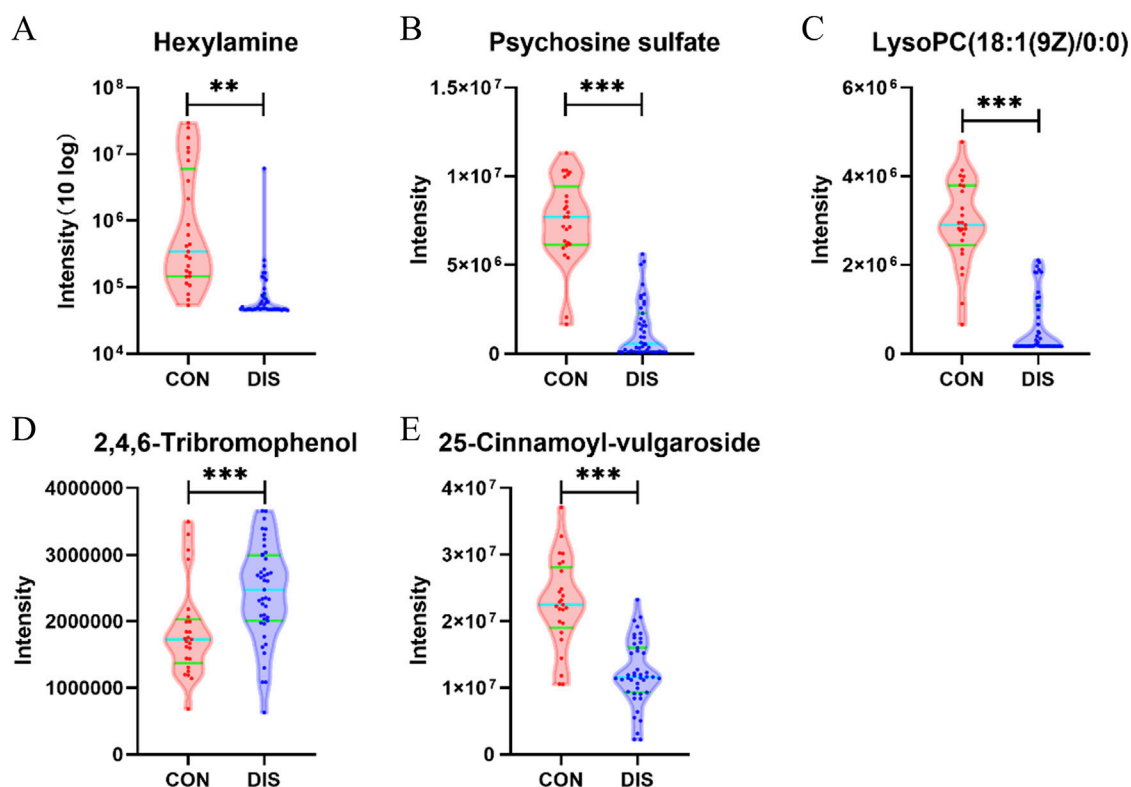 A
Hexylamine
Intensity (10 log)
10⁸
10⁷
10⁶
10⁵
10⁴
**
CON DIS
B
Psychosine sulfate
Intensity
1.5×10⁷
1×10⁷
5×10⁶
0
***
CON DIS
C
LysoPC(18:1(9Z)/0:0)
Intensity
6×10⁶
4×10⁶
2×10⁶
0
***
CON DIS
D
2,4,6-Tribromophenol
Intensity
4000000
3000000
2000000
1000000
0
***
CON DIS
E
25-Cinnamoyl-vulgaroside
Intensity
4×10⁷
3×10⁷
2×10⁷
1×10⁷
0
***
CON DIS